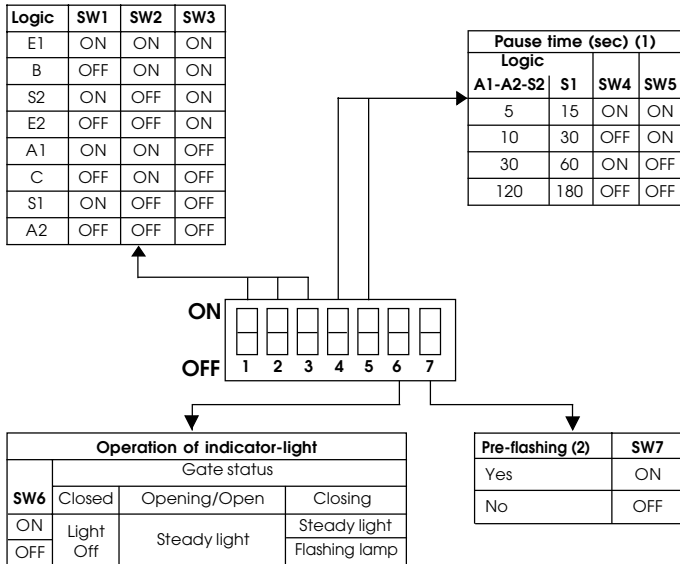 Logic SW1 SW2 SW3
E1 ON ON ON
B OFF ON ON
S2 ON OFF ON
E2 OFF OFF ON
A1 ON ON OFF
C OFF ON OFF
S1 ON OFF OFF
A2 OFF OFF OFF
Pause time (sec) (1)
Logic
A1-A2-S2 S1 SW4 SW5
5 15 ON ON
10 30 OFF ON
30 60 ON OFF
120 180 OFF OFF
ON
OFF 1 2 3 4 5 6 7
Operation of indicator-light
Gate status
SW6 Closed Opening/Open Closing
ON Light Off Steady light Steady light
OFF Flashing lamp
Pre-flashing (2) SW7
Yes ON
No OFF